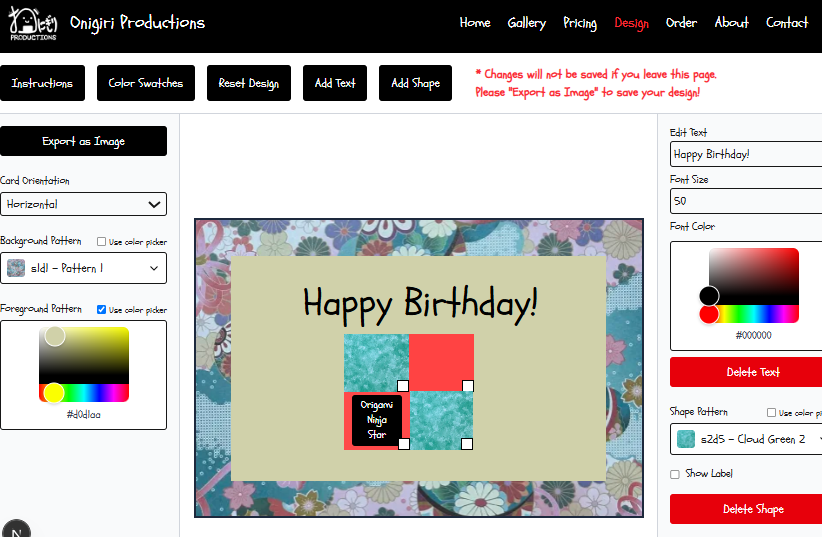 PRODUCTIONS
Onigiri Productions
Home
Gallery
Pricing
Design
Order
About
Contact
Instructions
Color Swatches
Reset Design
Add Text
Add Shape
* Changes will not be saved if you leave this page.
Please "Export as Image" to save your design!
Export as Image
Card Orientation
Horizontal
Background Pattern
Use color picker
s1d1 - Pattern 1
Foreground Pattern
Use color picker
#d0d1aa
Happy Birthday!
Origami
Ninja
Star
Edit Text
Happy Birthday!
Font Size
50
Font Color
#000000
Delete Text
Shape Pattern
Use color pi
s2d5 - Cloud Green 2
Show Label
Delete Shape
N